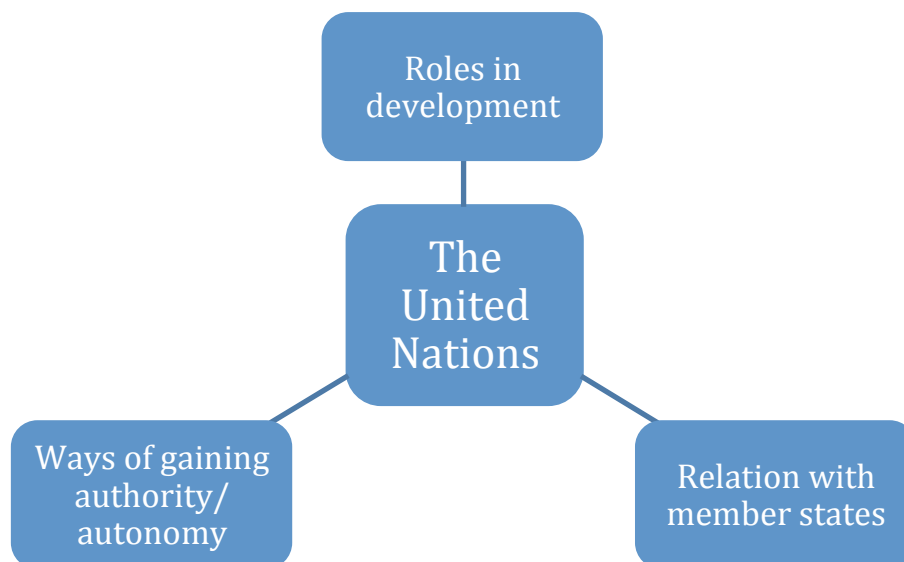 Roles in
development
The
United
Nations
Ways of gaining
authority/
autonomy
Relation with
member states